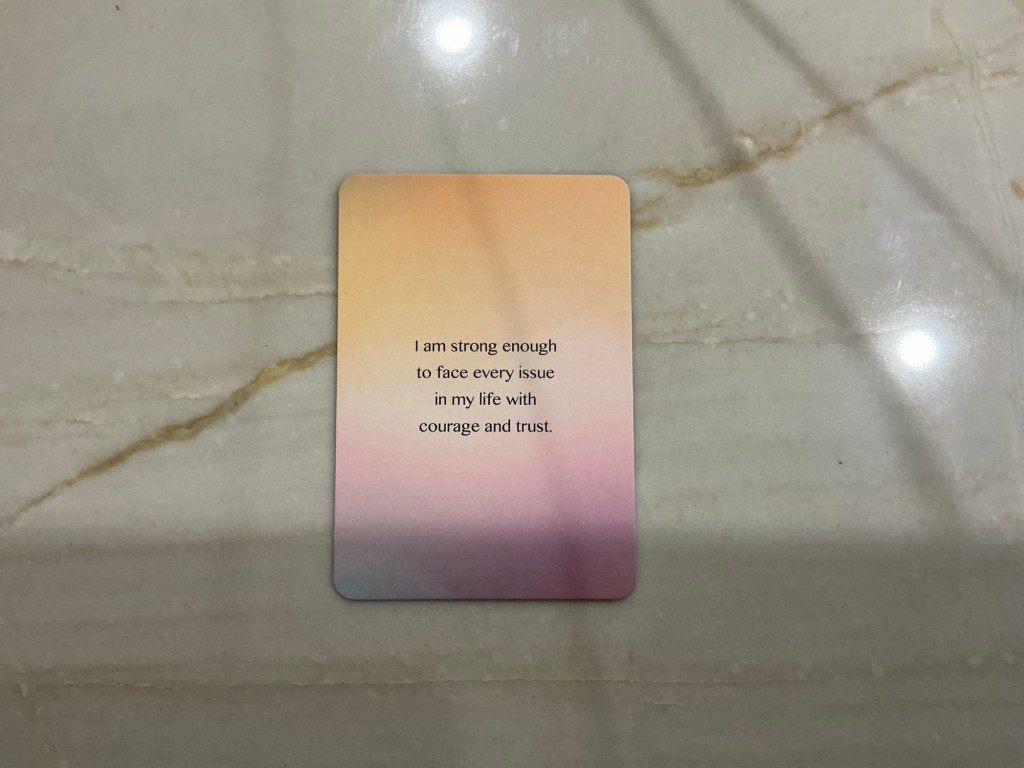 I am strong enough
to face every issue
in my life with
courage and trust.